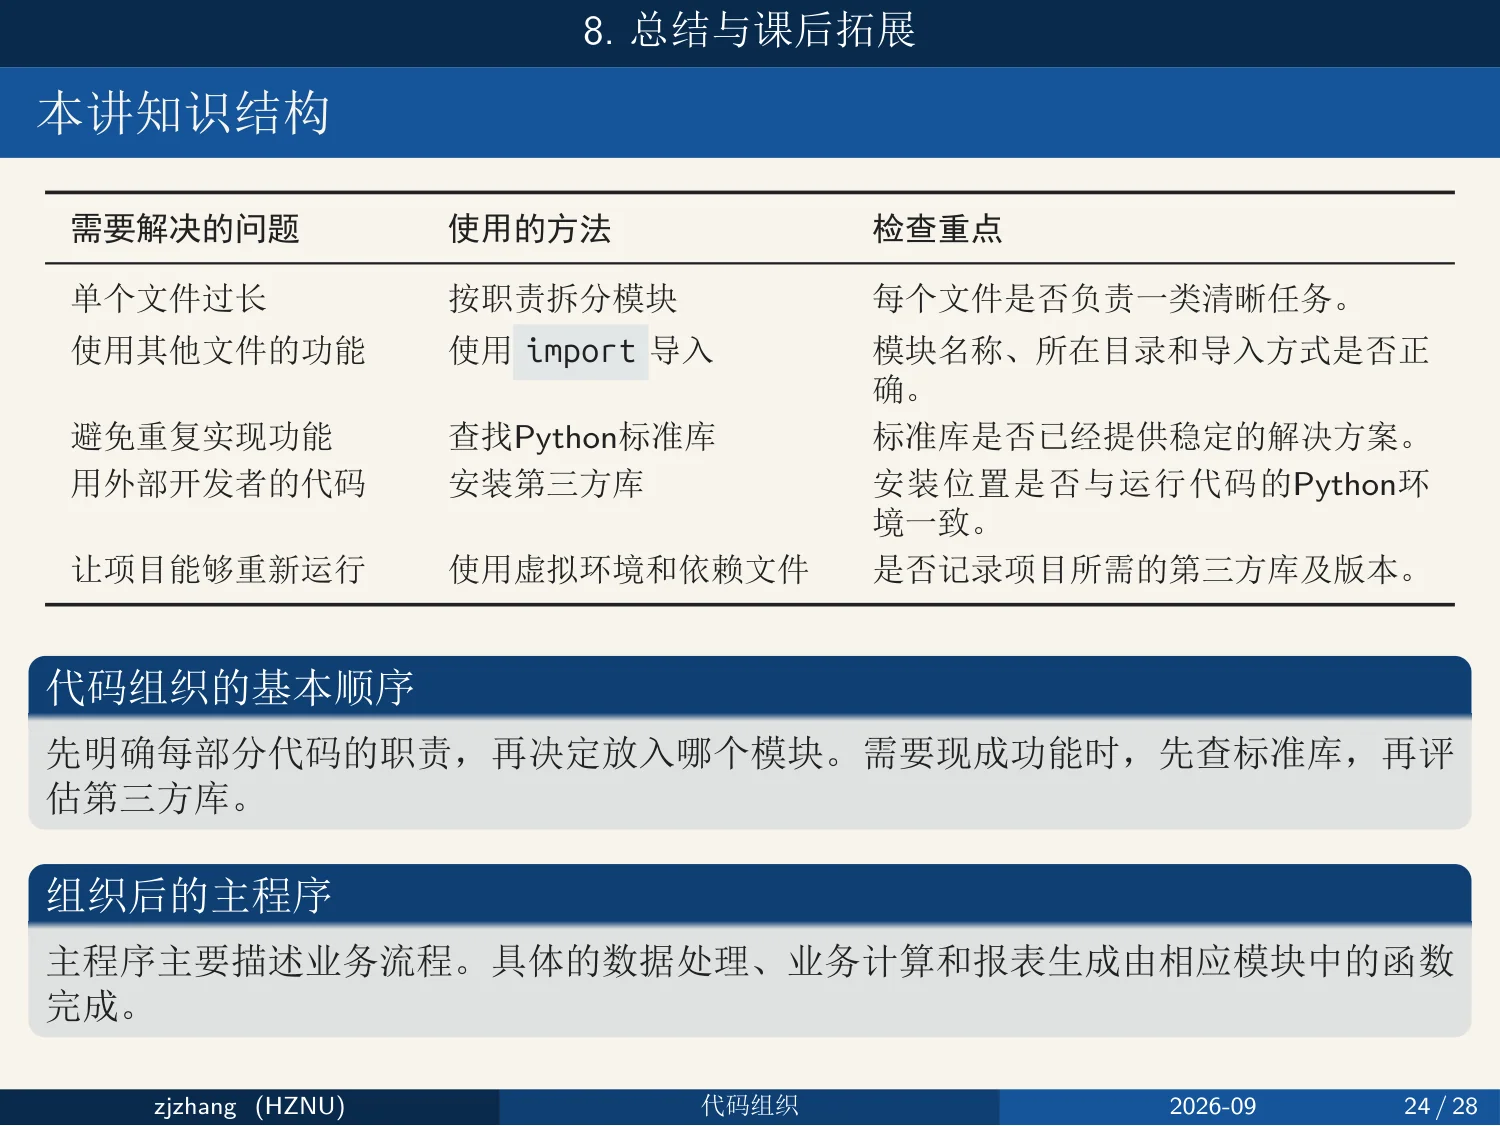 8. 总结与课后拓展
本讲知识结构
需要解决的问题 使用的方法 检查重点
单个文件过长 按职责拆分模块 每个文件是否负责一类清晰任务。
使用其他文件的功能 使用 import 导入 模块名称、所在目录和导入方式是否正
确。
避免重复实现功能 查找Python标准库 标准库是否已经提供稳定的解决方案。
用外部开发者的代码 安装第三方库 安装位置是否与运行代码的Python环
境一致。
让项目能够重新运行 使用虚拟环境和依赖文件 是否记录项目所需的第三方库及版本。
代码组织的基本顺序
先明确每部分代码的职责，再决定放入哪个模块。需要现成功能时，先查标准库，再评
估第三方库。
组织后的主程序
主程序主要描述业务流程。具体的数据处理、业务计算和报表生成由相应模块中的函数
完成。
zjzhang (HZNU) 代码组织 2026-09 24 / 28